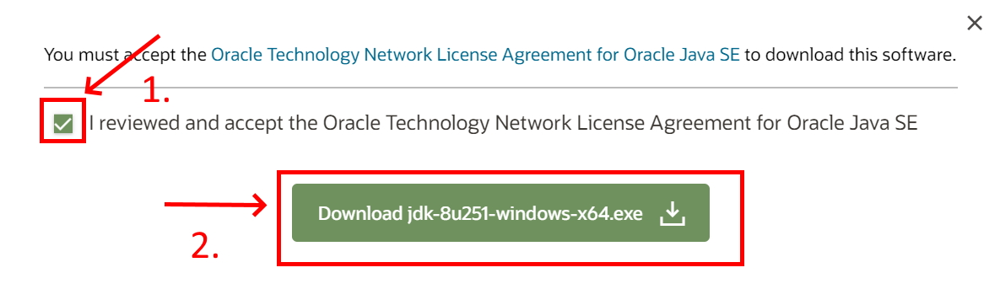 You must accept the Oracle Technology Network License Agreement for Oracle Java SE to download this software.
1.
I reviewed and accept the Oracle Technology Network License Agreement for Oracle Java SE
Download jdk-8u251-windows-x64.exe
2.